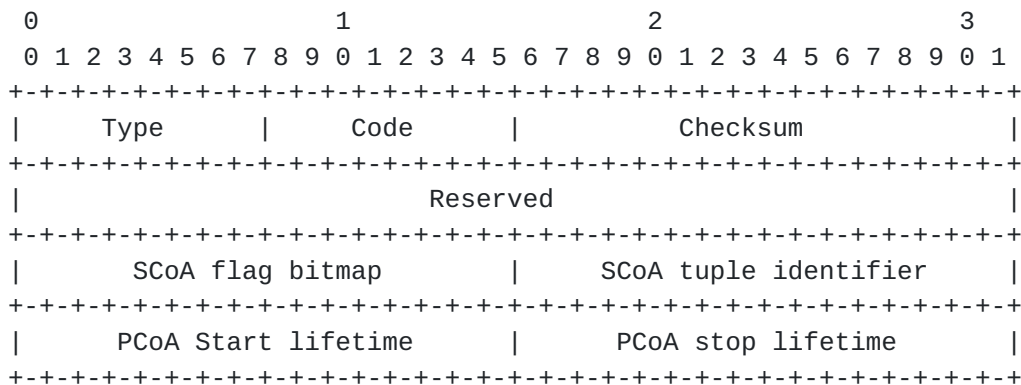 0                   1                   2                   3
 0 1 2 3 4 5 6 7 8 9 0 1 2 3 4 5 6 7 8 9 0 1 2 3 4 5 6 7 8 9 0 1
+-+-+-+-+-+-+-+-+-+-+-+-+-+-+-+-+-+-+-+-+-+-+-+-+-+-+-+-+-+-+-+-+
|     Type      |     Code      |          Checksum             |
+-+-+-+-+-+-+-+-+-+-+-+-+-+-+-+-+-+-+-+-+-+-+-+-+-+-+-+-+-+-+-+-+
|                          Reserved                             |
+-+-+-+-+-+-+-+-+-+-+-+-+-+-+-+-+-+-+-+-+-+-+-+-+-+-+-+-+-+-+-+-+
|       SCoA flag bitmap        |     SCoA tuple identifier     |
+-+-+-+-+-+-+-+-+-+-+-+-+-+-+-+-+-+-+-+-+-+-+-+-+-+-+-+-+-+-+-+-+
|      PCoA Start lifetime      |      PCoA stop lifetime       |
+-+-+-+-+-+-+-+-+-+-+-+-+-+-+-+-+-+-+-+-+-+-+-+-+-+-+-+-+-+-+-+-+